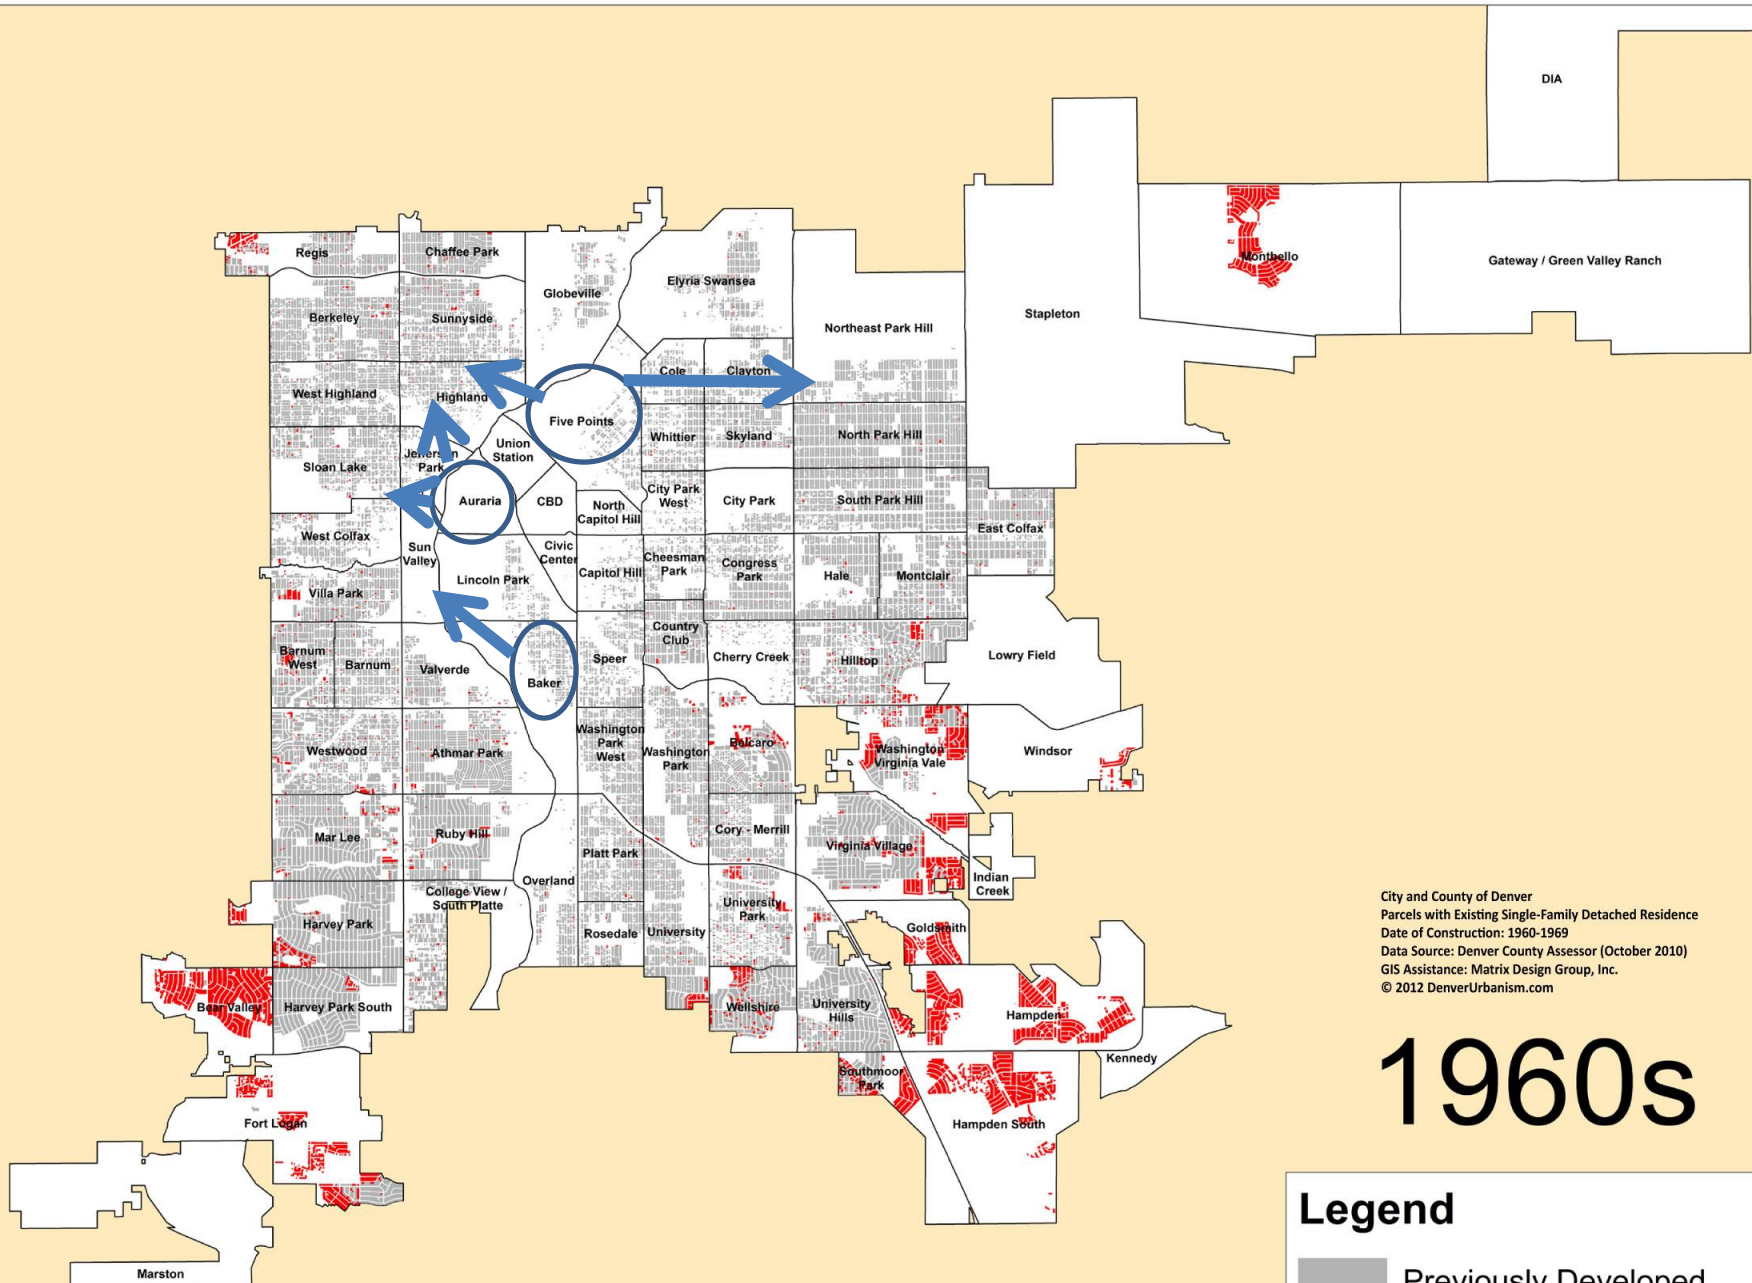 DIA
Regis
Chaffee Park
Globeville
Elyria Swansea
Montbello
Gateway / Green Valley Ranch
Berkeley
Sunnyside
Northeast Park Hill
Stapleton
Cole
Clayton
West Highland
Highland
Five Points
Whittier
Skyland
North Park Hill
Union
Station
Jefferson
Park
Sloan Lake
Auraria
CBD
North
Capitol Hill
City Park
West
City Park
South Park Hill
East Colfax
West Colfax
Sun
Valley
Civic
Center
Lincoln Park
Capitol Hill
Cheesman
Park
Congress
Park
Hale
Montclair
Villa Park
Country
Club
Barnum
West
Barnum
Valverde
Baker
Speer
Cherry Creek
Hilltop
Lowry Field
Westwood
Athmar Park
Washington
Park
West
Washington
Park
Belcaro
Washington
Virginia Vale
Windsor
Mar Lee
Ruby Hill
Platt Park
Cory - Merrill
Virginia Village
Indian
Creek
College View /
South Platte
Overland
Harvey Park
Rosedale
University
University
Park
Goldsmith
City and County of Denver
Parcels with Existing Single-Family Detached Residence
Date of Construction: 1960-1969
Data Source: Denver County Assessor (October 2010)
GIS Assistance: Matrix Design Group, Inc.
© 2012 DenverUrbanism.com
Bear Valley
Harvey Park South
Wellshire
University
Hills
Hampden
Kennedy
1960s
Southmoor
Park
Fort Logan
Hampden South
Legend
Marston
Previously Developed